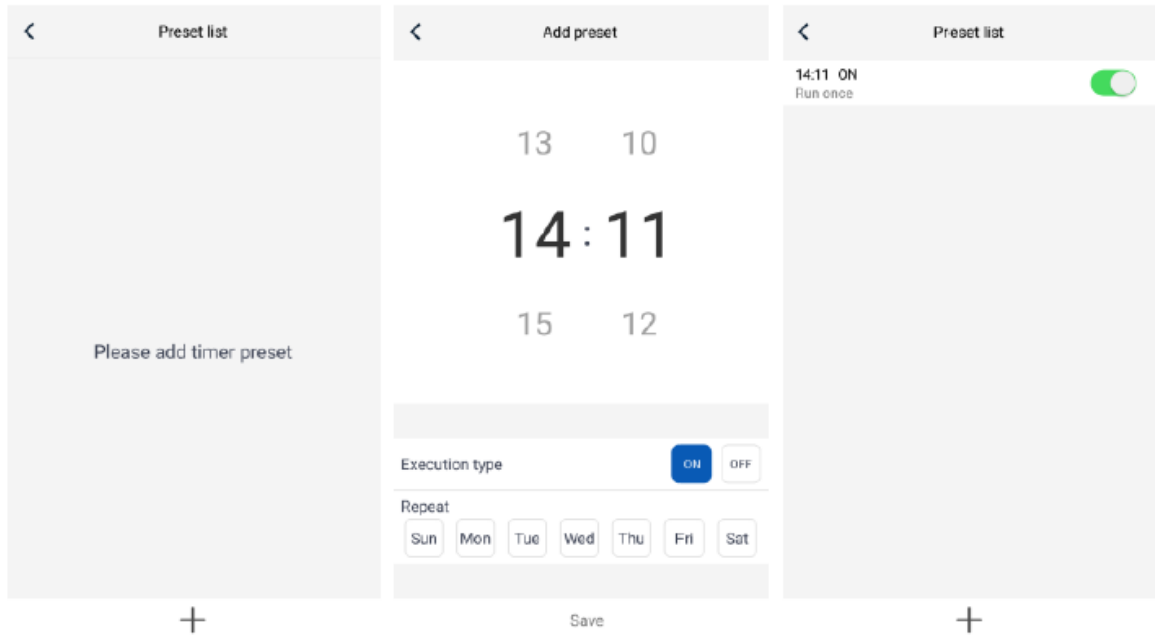 Preset list
Please add timer preset
Add preset
13 10
14 : 11
15 12
Execution type ON OFF
Repeat
Sun Mon Tue Wed Thu Fri Sat
Save
Preset list
14:11 ON
Run once